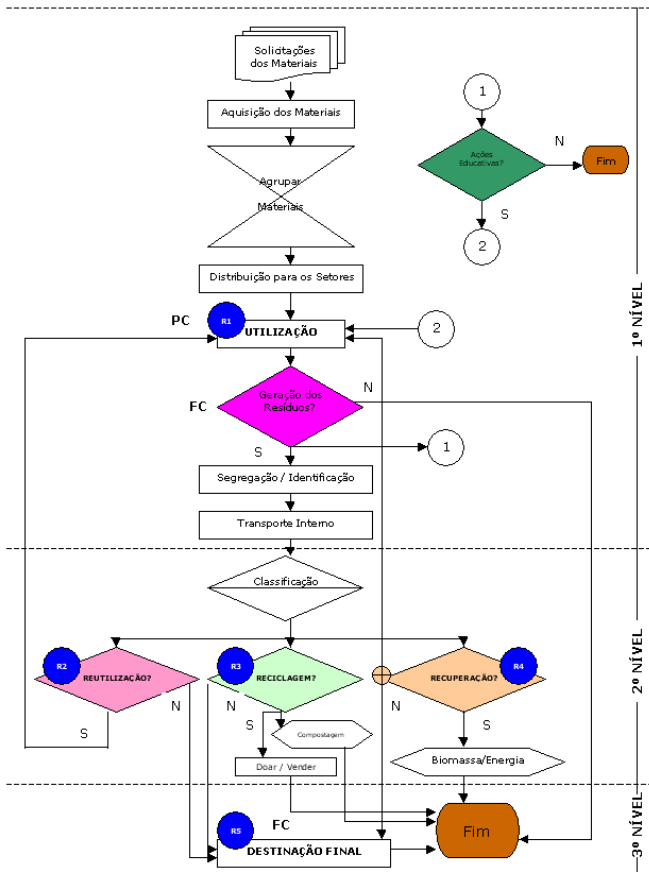 Solicitações
dos Materiais
Aquisição dos Materiais
Agrupar
Materiais
Distribuição para os Setores
1
Ações
Educativas?
N
Fim
S
2
PC
R1
UTILIZAÇÃO
2
1º NÍVEL
Geração dos
Resíduos?
N
FC
S
1
Segregação / Identificação
Transporte Interno
Classificação
R2
REUTILIZAÇÃO?
R3
RECICLAGEM?
R4
RECUPERAÇÃO?
2º NÍVEL
S
N
N
S
N
S
Compostagem
Doar / Vender
Biomassa/Energia
R5
FC
DESTINAÇÃO FINAL
Fim
3º NÍVEL